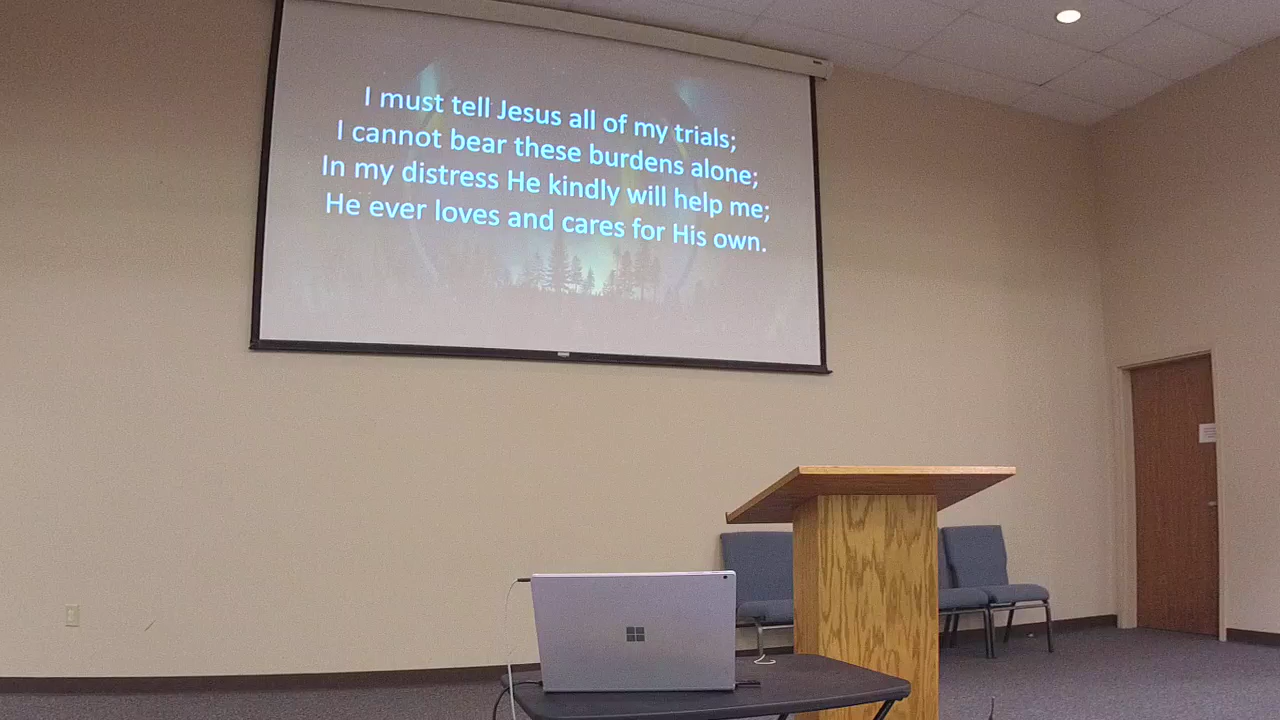 I must tell Jesus all of my trials;
I cannot bear these burdens alone;
In my distress He kindly will help me;
He ever loves and cares for His own.